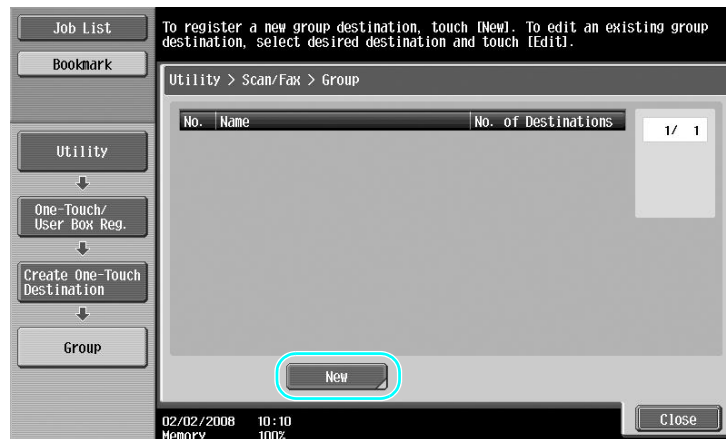 Job List
Bookmark
To register a new group destination, touch [New]. To edit an existing group
destination, select desired destination and touch [Edit].
Utility > Scan/Fax > Group
No. Name No. of Destinations
1/ 1
Utility
One-Touch/
User Box Reg.
Create One-Touch
Destination
Group
New
02/02/2008 10:10
Memory 100%
Close